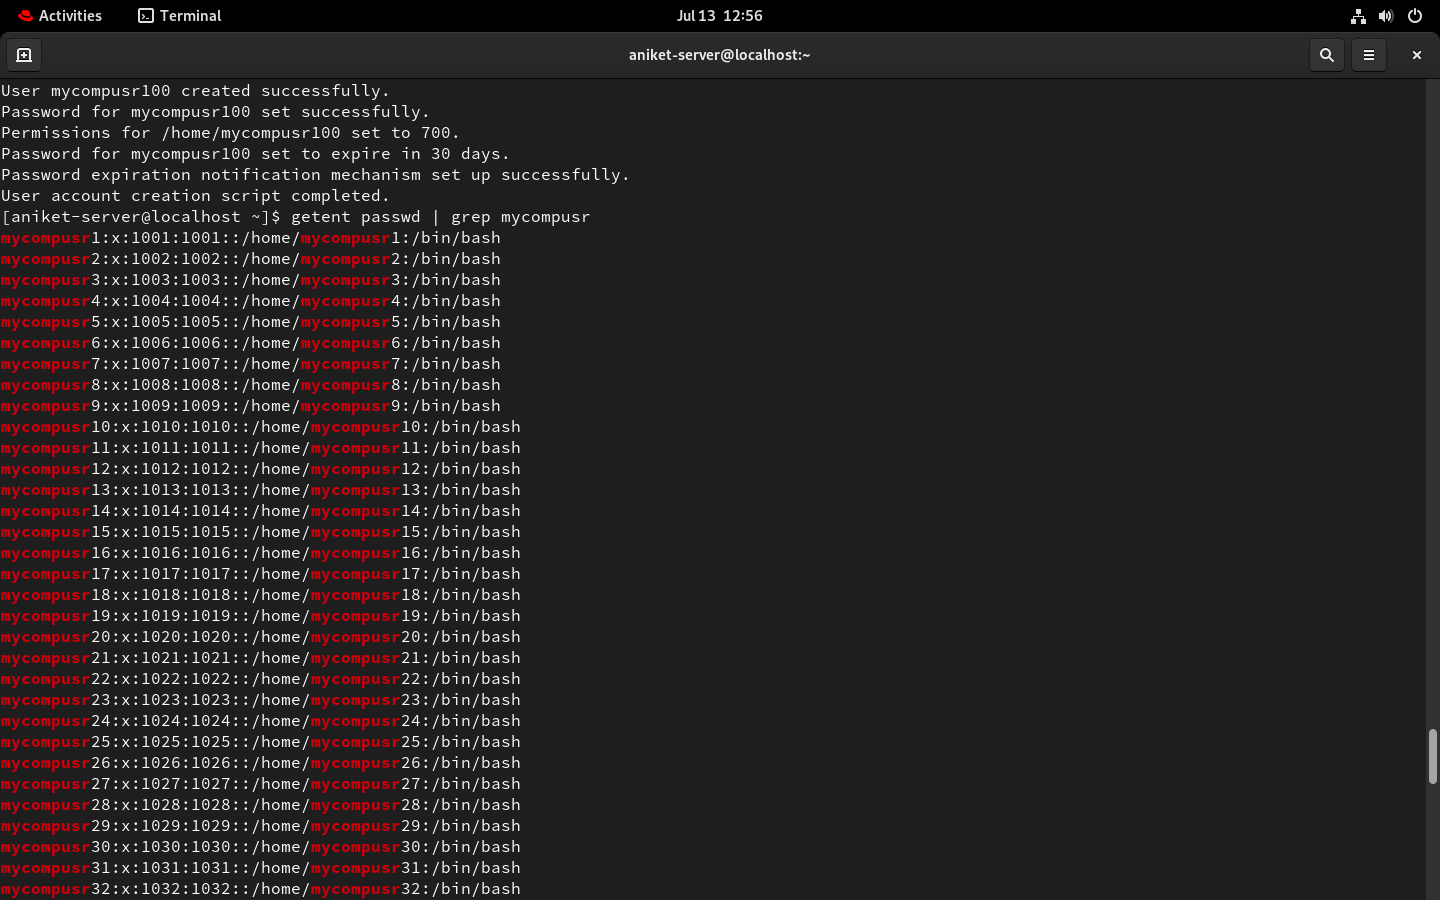 Activities Terminal Jul 13 12:56
aniket-server@localhost:~
User mycompusr100 created successfully.
Password for mycompusr100 set successfully.
Permissions for /home/mycompusr100 set to 700.
Password for mycompusr100 set to expire in 30 days.
Password expiration notification mechanism set up successfully.
User account creation script completed.
[aniket-server@localhost ~]$ getent passwd | grep mycompusr
mycompusr1:x:1001:1001::/home/mycompusr1:/bin/bash
mycompusr2:x:1002:1002::/home/mycompusr2:/bin/bash
mycompusr3:x:1003:1003::/home/mycompusr3:/bin/bash
mycompusr4:x:1004:1004::/home/mycompusr4:/bin/bash
mycompusr5:x:1005:1005::/home/mycompusr5:/bin/bash
mycompusr6:x:1006:1006::/home/mycompusr6:/bin/bash
mycompusr7:x:1007:1007::/home/mycompusr7:/bin/bash
mycompusr8:x:1008:1008::/home/mycompusr8:/bin/bash
mycompusr9:x:1009:1009::/home/mycompusr9:/bin/bash
mycompusr10:x:1010:1010::/home/mycompusr10:/bin/bash
mycompusr11:x:1011:1011::/home/mycompusr11:/bin/bash
mycompusr12:x:1012:1012::/home/mycompusr12:/bin/bash
mycompusr13:x:1013:1013::/home/mycompusr13:/bin/bash
mycompusr14:x:1014:1014::/home/mycompusr14:/bin/bash
mycompusr15:x:1015:1015::/home/mycompusr15:/bin/bash
mycompusr16:x:1016:1016::/home/mycompusr16:/bin/bash
mycompusr17:x:1017:1017::/home/mycompusr17:/bin/bash
mycompusr18:x:1018:1018::/home/mycompusr18:/bin/bash
mycompusr19:x:1019:1019::/home/mycompusr19:/bin/bash
mycompusr20:x:1020:1020::/home/mycompusr20:/bin/bash
mycompusr21:x:1021:1021::/home/mycompusr21:/bin/bash
mycompusr22:x:1022:1022::/home/mycompusr22:/bin/bash
mycompusr23:x:1023:1023::/home/mycompusr23:/bin/bash
mycompusr24:x:1024:1024::/home/mycompusr24:/bin/bash
mycompusr25:x:1025:1025::/home/mycompusr25:/bin/bash
mycompusr26:x:1026:1026::/home/mycompusr26:/bin/bash
mycompusr27:x:1027:1027::/home/mycompusr27:/bin/bash
mycompusr28:x:1028:1028::/home/mycompusr28:/bin/bash
mycompusr29:x:1029:1029::/home/mycompusr29:/bin/bash
mycompusr30:x:1030:1030::/home/mycompusr30:/bin/bash
mycompusr31:x:1031:1031::/home/mycompusr31:/bin/bash
mycompusr32:x:1032:1032::/home/mycompusr32:/bin/bash